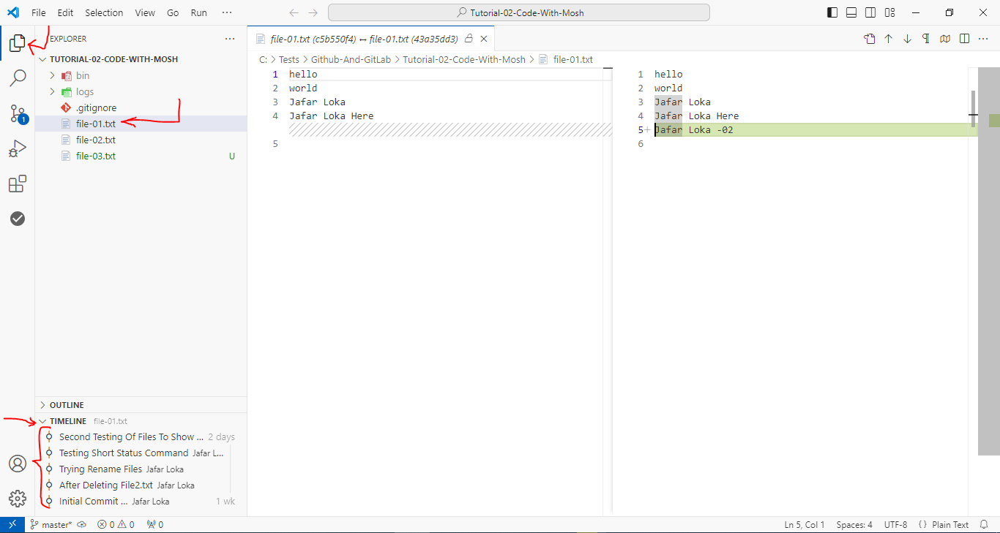 File Edit Selection View Go Run ···
Tutorial-02-Code-With-Mosh
EXPLORER ···
TUTORIAL-02-CODE-WITH-MOSH
bin
logs
.gitignore
file-01.txt
file-02.txt
file-03.txt U
OUTLINE
TIMELINE file-01.txt
Second Testing Of Files To Show ... 2 days
Testing Short Status Command Jafar L...
Trying Rename Files Jafar Loka
After Deleting File2.txt Jafar Loka
Initial Commit ... Jafar Loka 1 wk
1
file-01.txt (c5b550f4) ↔ file-01.txt (43a35dd3)
C: > Tests > Github-And-GitLab > Tutorial-02-Code-With-Mosh > file-01.txt
1 hello
2 world
3 Jafar Loka
4 Jafar Loka Here
5
1 hello
2 world
3 Jafar Loka
4 Jafar Loka Here
5+ Jafar Loka -02
6
master* 0 0 0
Ln 5, Col 1 Spaces: 4 UTF-8 {} Plain Text